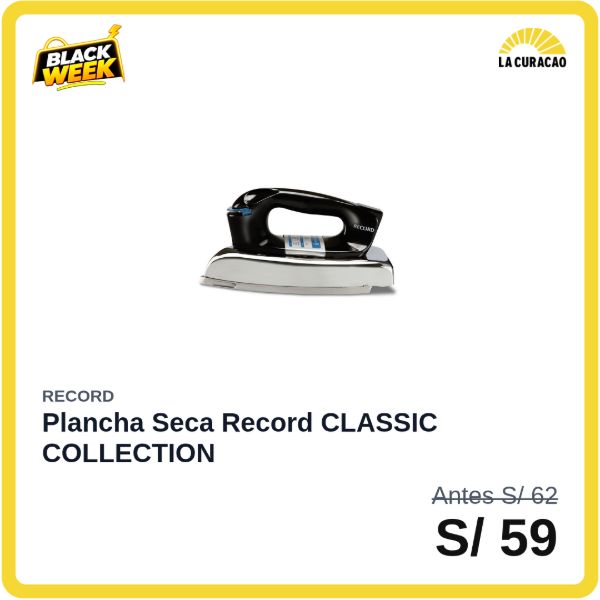 BLACK
WEEK
LA CURACAO
RECORD
RECORD
Plancha Seca Record CLASSIC
COLLECTION
Antes S/ 62
S/ 59